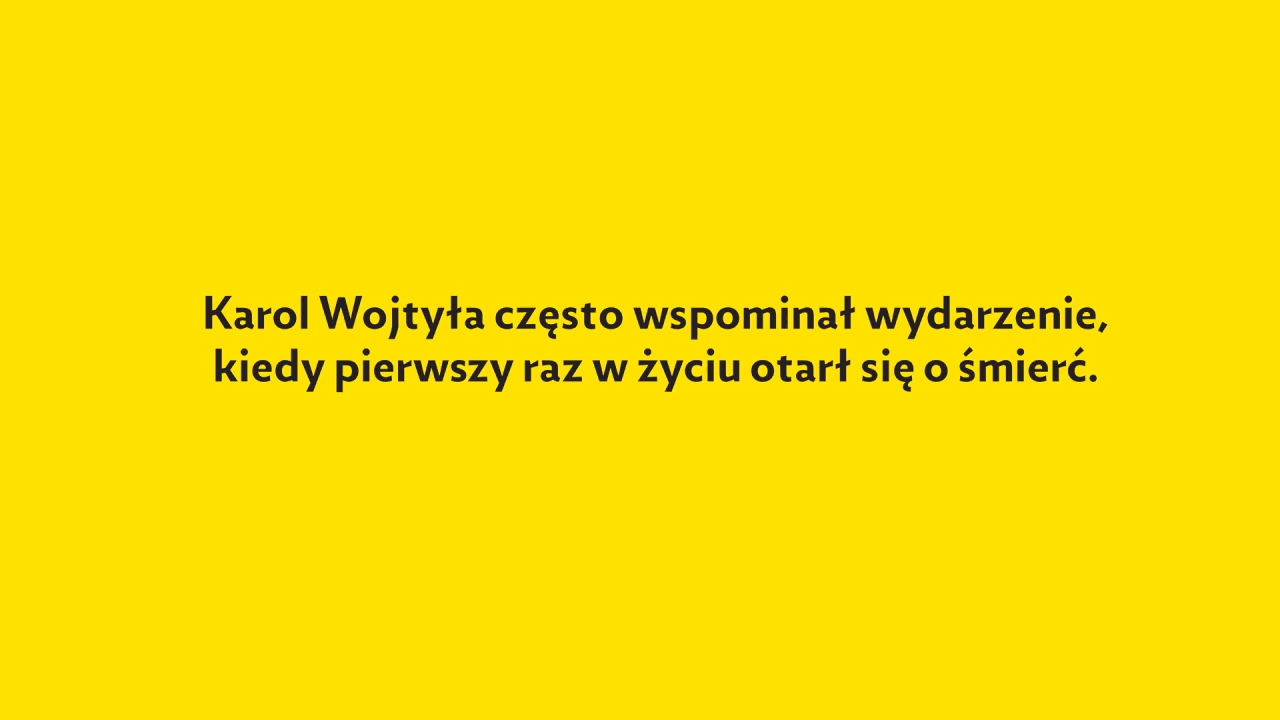 Karol Wojtyła często wspominał wydarzenie,
kiedy pierwszy raz w życiu otarł się o śmierć.